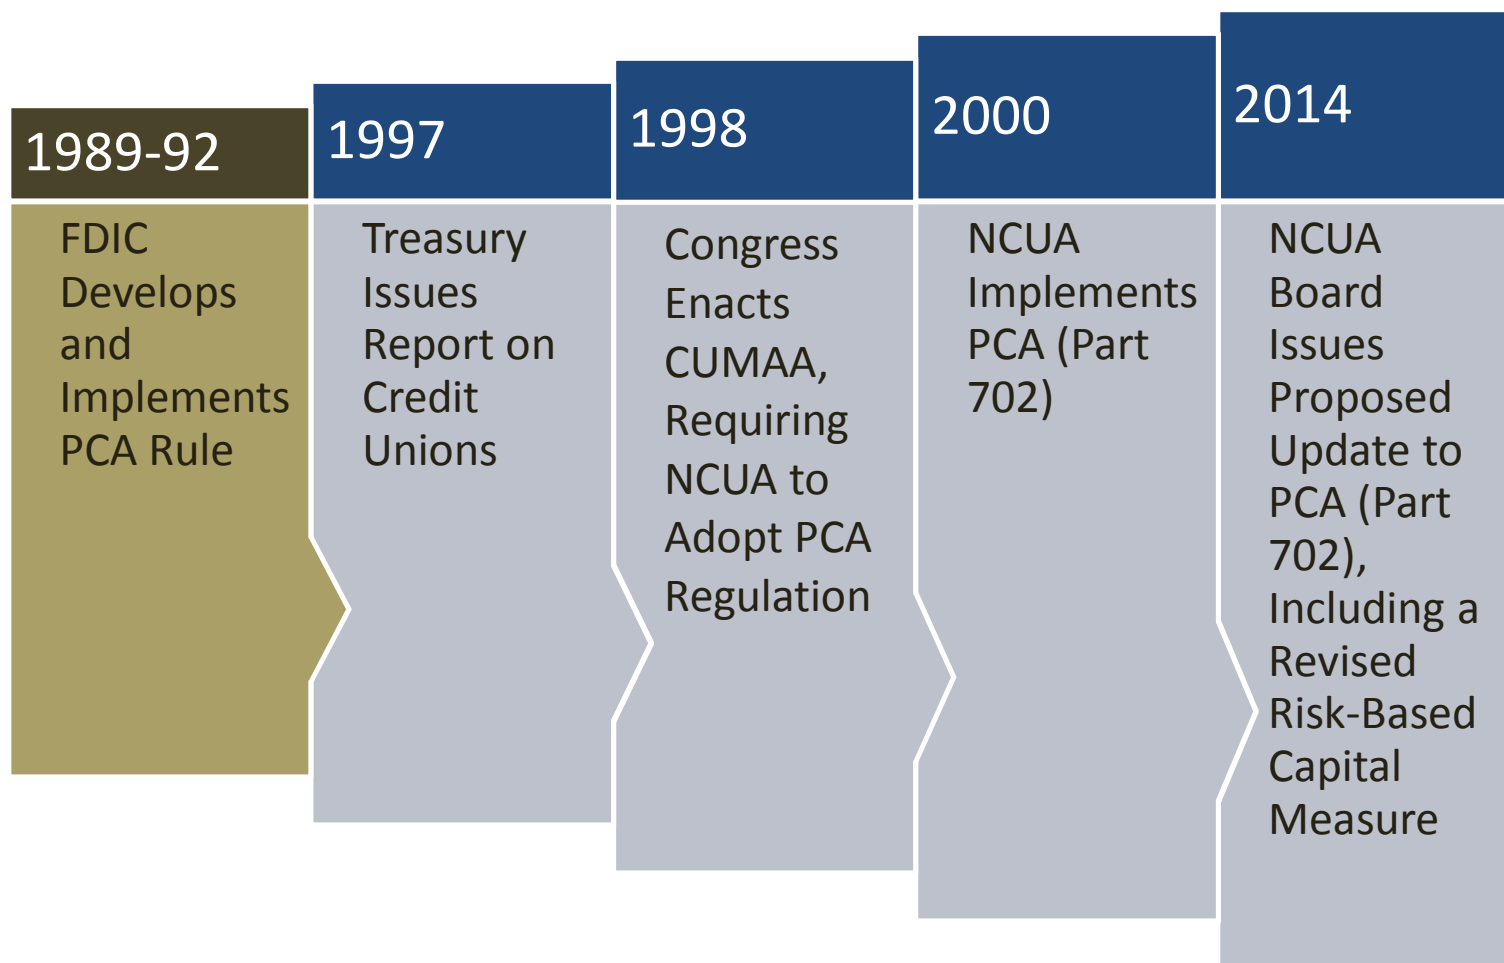 1989-92
FDIC
Develops
and
Implements
PCA Rule
1997
Treasury
Issues
Report on
Credit
Unions
1998
Congress
Enacts
CUMAA,
Requiring
NCUA to
Adopt PCA
Regulation
2000
NCUA
Implements
PCA (Part
702)
2014
NCUA
Board
Issues
Proposed
Update to
PCA (Part
702),
Including a
Revised
Risk-Based
Capital
Measure